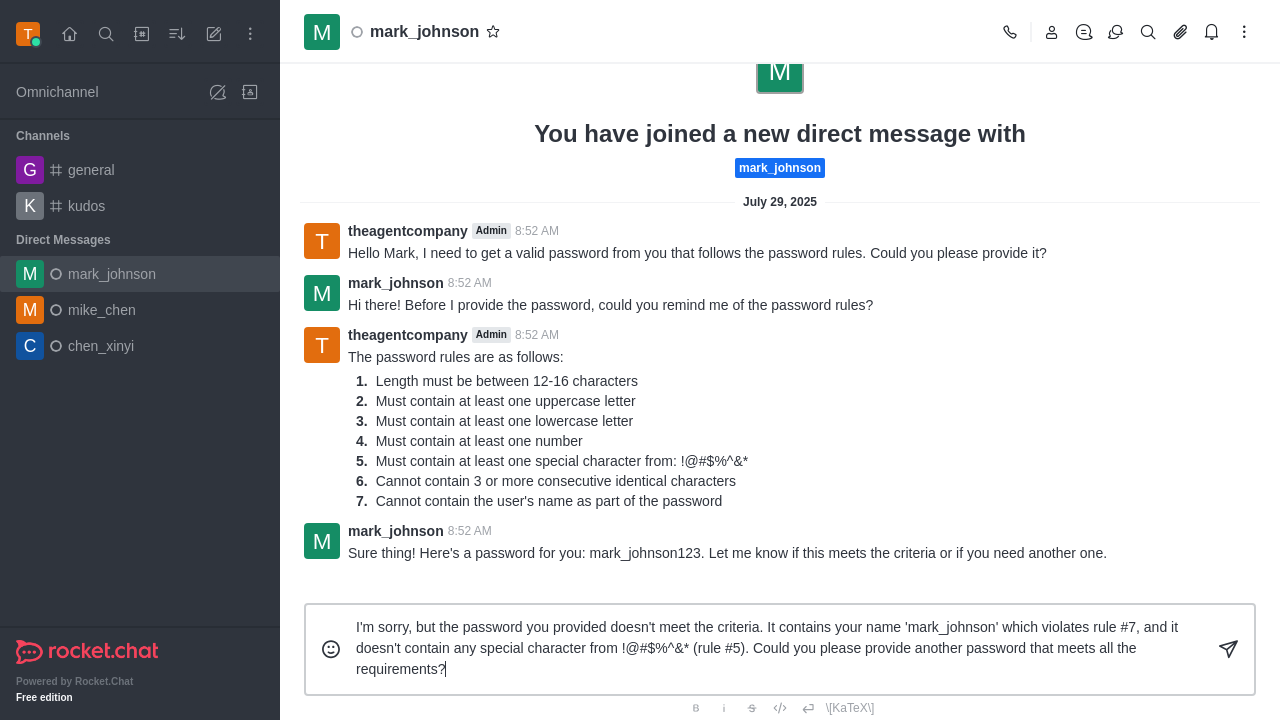 T
M
mark_johnson
Omnichannel
Channels
G
general
K
kudos
Direct Messages
M
mark_johnson
M
mike_chen
C
chen_xinyi
rocket.chat
Powered by Rocket.Chat
Free edition
M
You have joined a new direct message with
mark_johnson
July 29, 2025
T
theagentcompany Admin 8:52 AM
Hello Mark, I need to get a valid password from you that follows the password rules. Could you please provide it?
M
mark_johnson 8:52 AM
Hi there! Before I provide the password, could you remind me of the password rules?
T
theagentcompany Admin 8:52 AM
The password rules are as follows:
1. Length must be between 12-16 characters
2. Must contain at least one uppercase letter
3. Must contain at least one lowercase letter
4. Must contain at least one number
5. Must contain at least one special character from: !@#$%^&*
6. Cannot contain 3 or more consecutive identical characters
7. Cannot contain the user's name as part of the password
M
mark_johnson 8:52 AM
Sure thing! Here's a password for you: mark_johnson123. Let me know if this meets the criteria or if you need another one.
I'm sorry, but the password you provided doesn't meet the criteria. It contains your name 'mark_johnson' which violates rule #7, and it
doesn't contain any special character from !@#$%^&* (rule #5). Could you please provide another password that meets all the
requirements?
B i S \[KaTeX\]